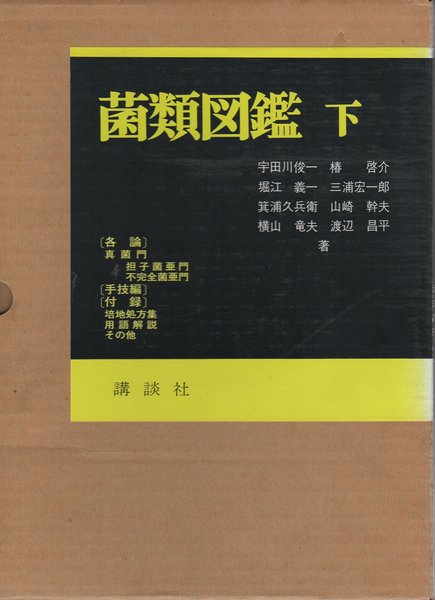 菌類図鑑 下
宇田川俊一 椿 啓介
堀江 義一 三浦宏一郎
箕浦久兵衛 山崎 幹夫
横山 竜夫 渡辺 昌平
著
〔各 論〕
真菌門
担子菌亜門
不完全菌亜門
〔手技編〕
〔付 録〕
培地処方集
用語解説
その他
講談社